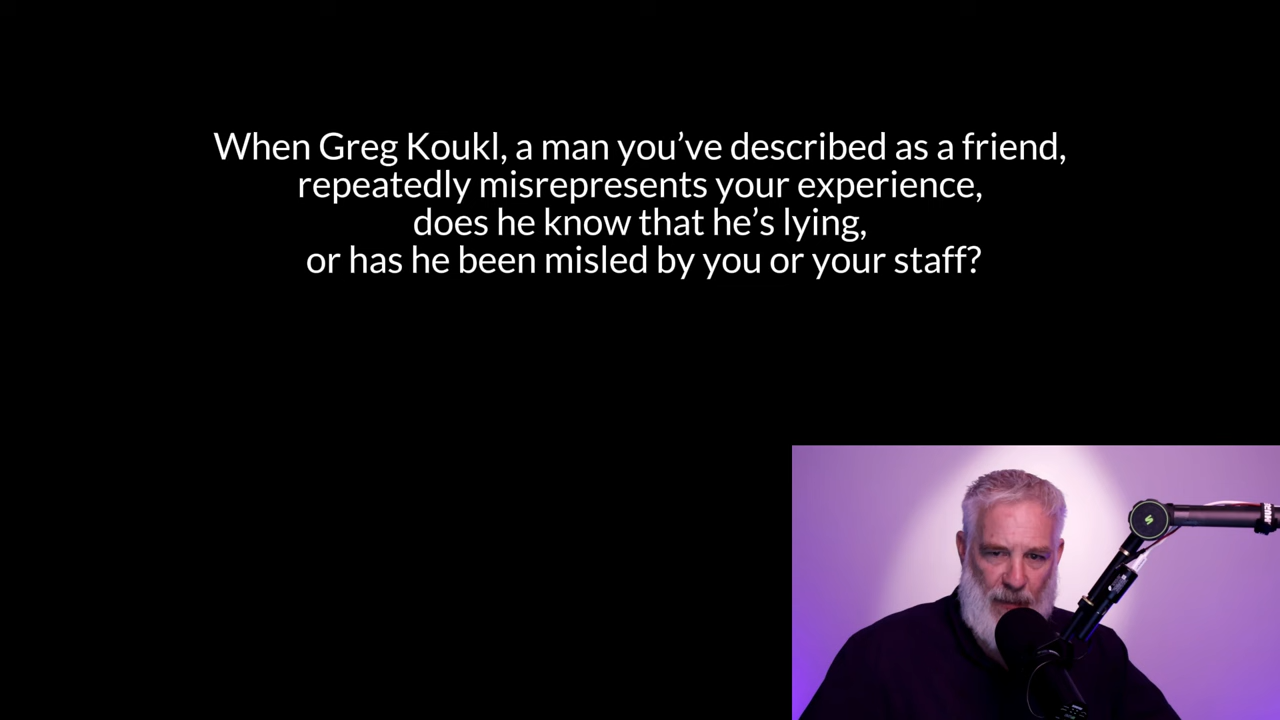 When Greg Koukl, a man you’ve described as a friend,
repeatedly misrepresents your experience,
does he know that he’s lying,
or has he been misled by you or your staff?